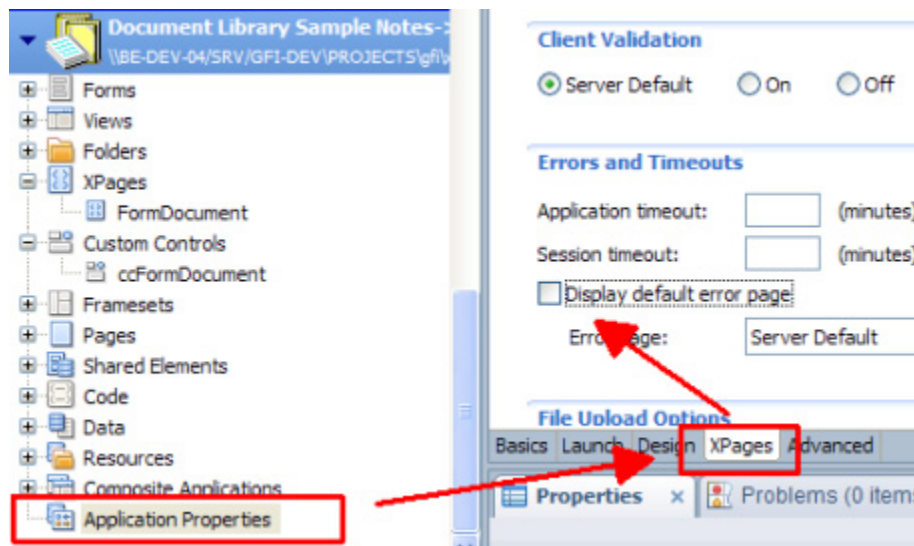 Document Library Sample Notes->
\\BE-DEV-04/SRV/GFI-DEV\PROJECTS\gfi\
Forms
Views
Folders
XPages
FormDocument
Custom Controls
ccFormDocument
Framesets
Pages
Shared Elements
Code
Data
Resources
Composite Applications
Application Properties
Client Validation
Server Default On Off
Errors and Timeouts
Application timeout: (minutes)
Session timeout: (minutes)
Display default error page
Error page: Server Default
File Upload Options
Basics Launch Design XPages Advanced
Properties Problems (0 items